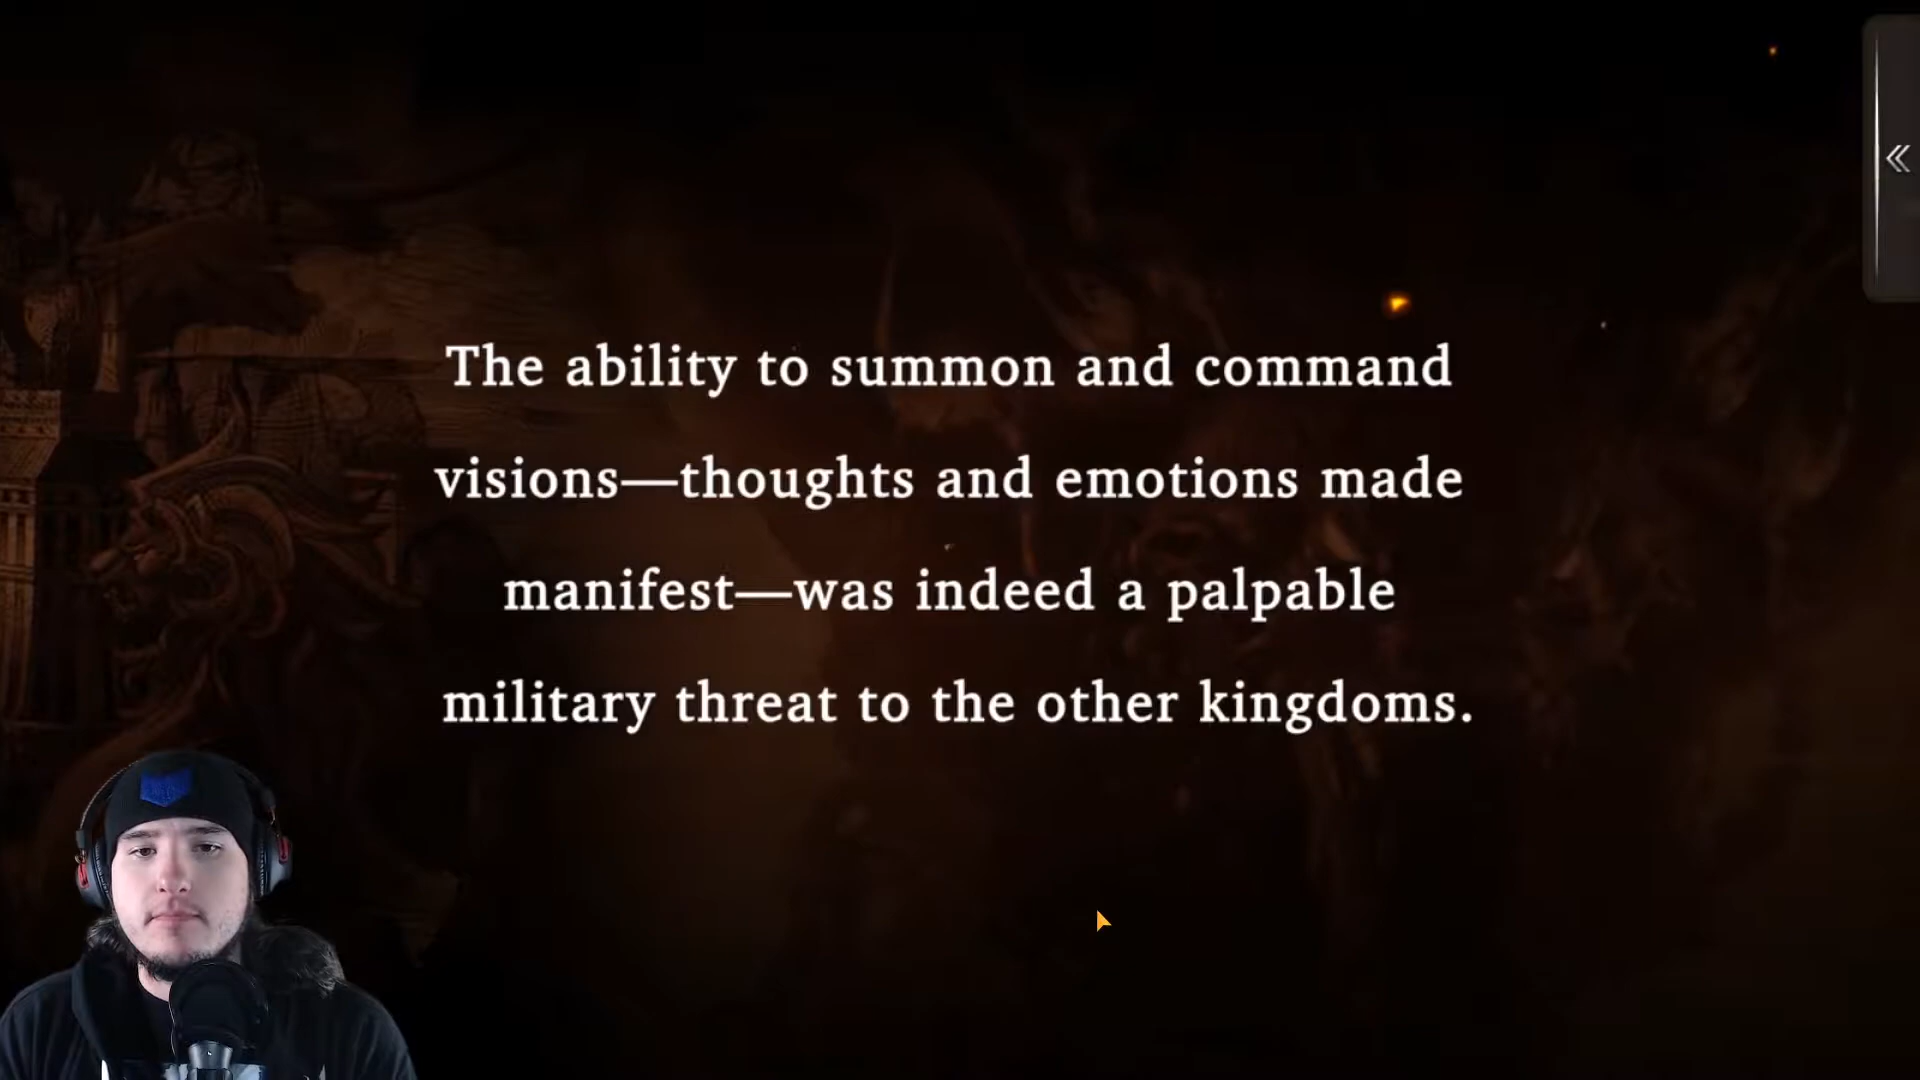 The ability to summon and command
visions—thoughts and emotions made
manifest—was indeed a palpable
military threat to the other kingdoms.